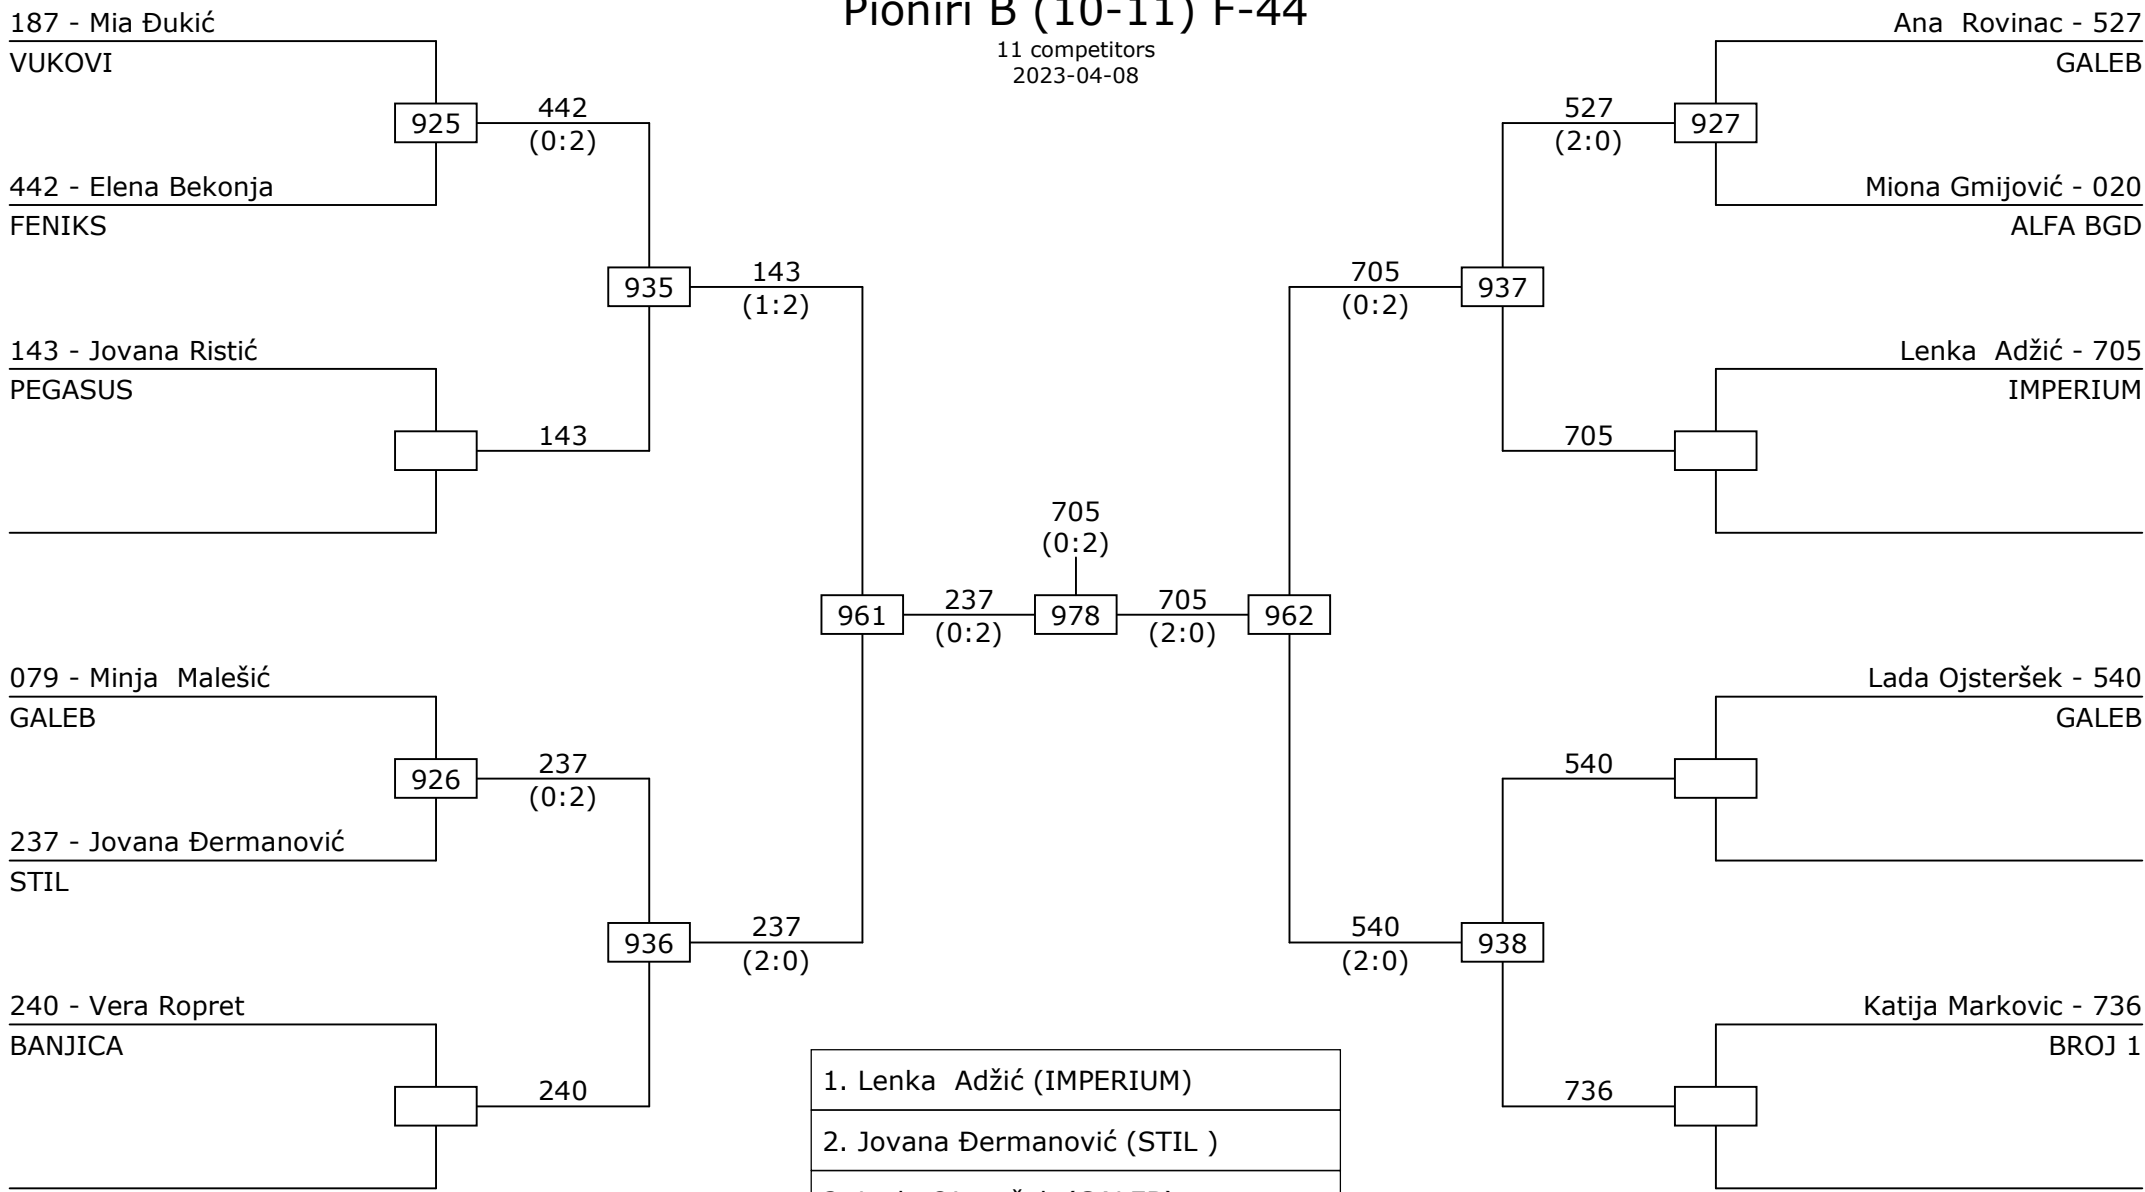 Pioniri B (10-11) F-44
11 competitors
2023-04-08
187 - Mia Đukić
VUKOVI
925
442
(0:2)
442 - Elena Bekonja
FENIKS
935
143
(1:2)
143 - Jovana Ristić
PEGASUS
143
079 - Minja  Malešić
GALEB
926
237
(0:2)
237 - Jovana Đermanović
STIL
936
237
(2:0)
240 - Vera Ropret
BANJICA
240
961
237
(0:2)
705
(0:2)
978
705
(2:0)
962
Ana  Rovinac - 527
GALEB
527
(2:0)
927
Miona Gmijović - 020
ALFA BGD
705
(0:2)
937
Lenka  Adžić - 705
IMPERIUM
705
Lada Ojsteršek - 540
GALEB
540
540
(2:0)
938
Katija Markovic - 736
BROJ 1
736
1. Lenka  Adžić (IMPERIUM)
2. Jovana Đermanović (STIL )